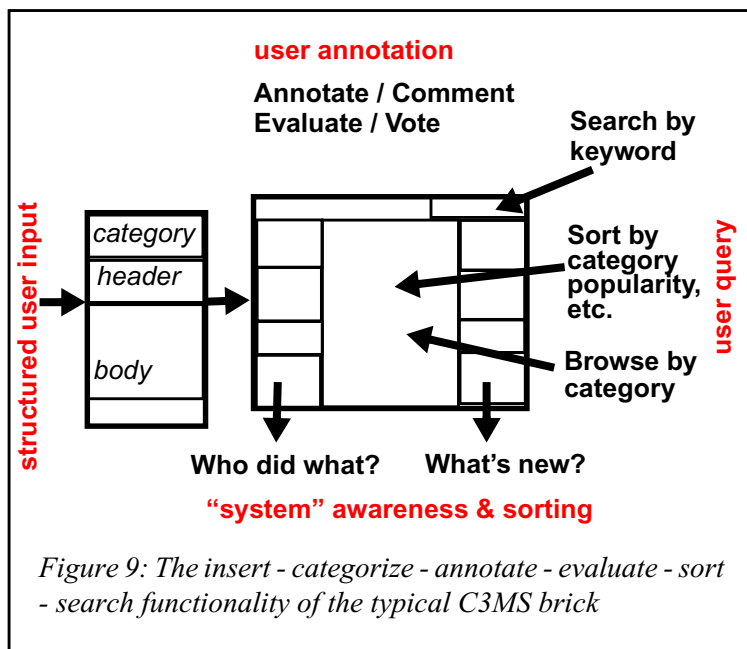 user annotation
Annotate / Comment
Evaluate / Vote
Search by
keyword
structured user input
category
header
body
Sort by
category
popularity,
etc.
Browse by
category
user query
Who did what?
What's new?
“system” awareness & sorting
Figure 9: The insert - categorize - annotate - evaluate - sort
- search functionality of the typical C3MS brick